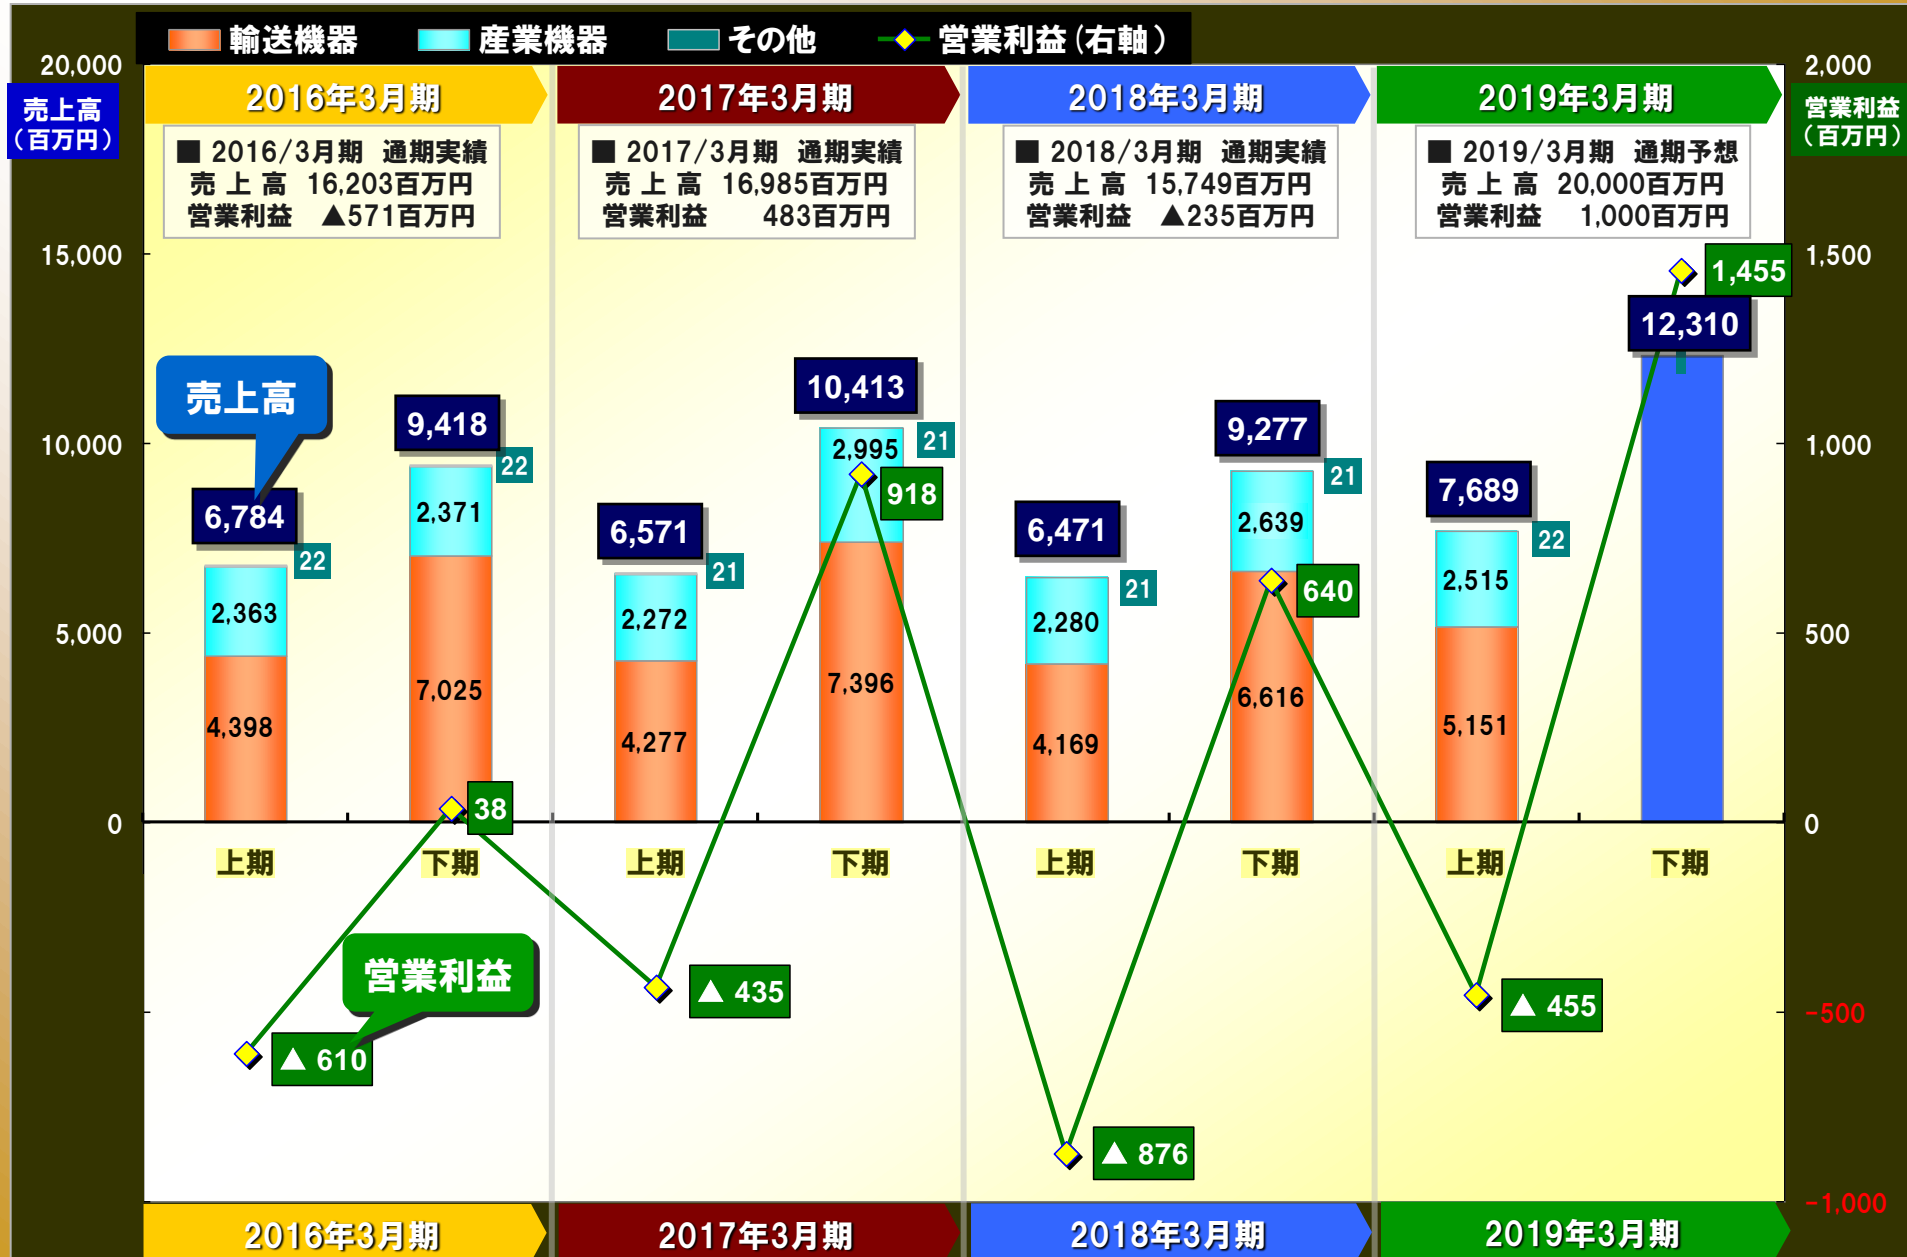 輸送機器 産業機器 その他 営業利益(右軸)
20,000
2,000
売上高
(百万円)
営業利益
(百万円)
2016年3月期 2017年3月期 2018年3月期 2019年3月期
■ 2016/3月期 通期実績
売上高 16,203百万円
営業利益 ▲571百万円
■ 2017/3月期 通期実績
売上高 16,985百万円
営業利益 483百万円
■ 2018/3月期 通期実績
売上高 15,749百万円
営業利益 ▲235百万円
■ 2019/3月期 通期予想
売上高 20,000百万円
営業利益 1,000百万円
15,000
1,500
1,455
12,310
売上高
9,418
22
10,413
21
9,277
21
10,000
1,000
6,784
22
2,371
6,571
21
2,995
918
6,471
21
2,639
640
7,689
22
2,363
2,272
2,280
2,515
5,000
500
4,398
7,025
4,277
7,396
4,169
6,616
5,151
38
0
0
上期 下期 上期 下期 上期 下期 上期 下期
営業利益
▲ 610
▲ 435
▲ 876
▲ 455
-500
-1,000
2016年3月期 2017年3月期 2018年3月期 2019年3月期